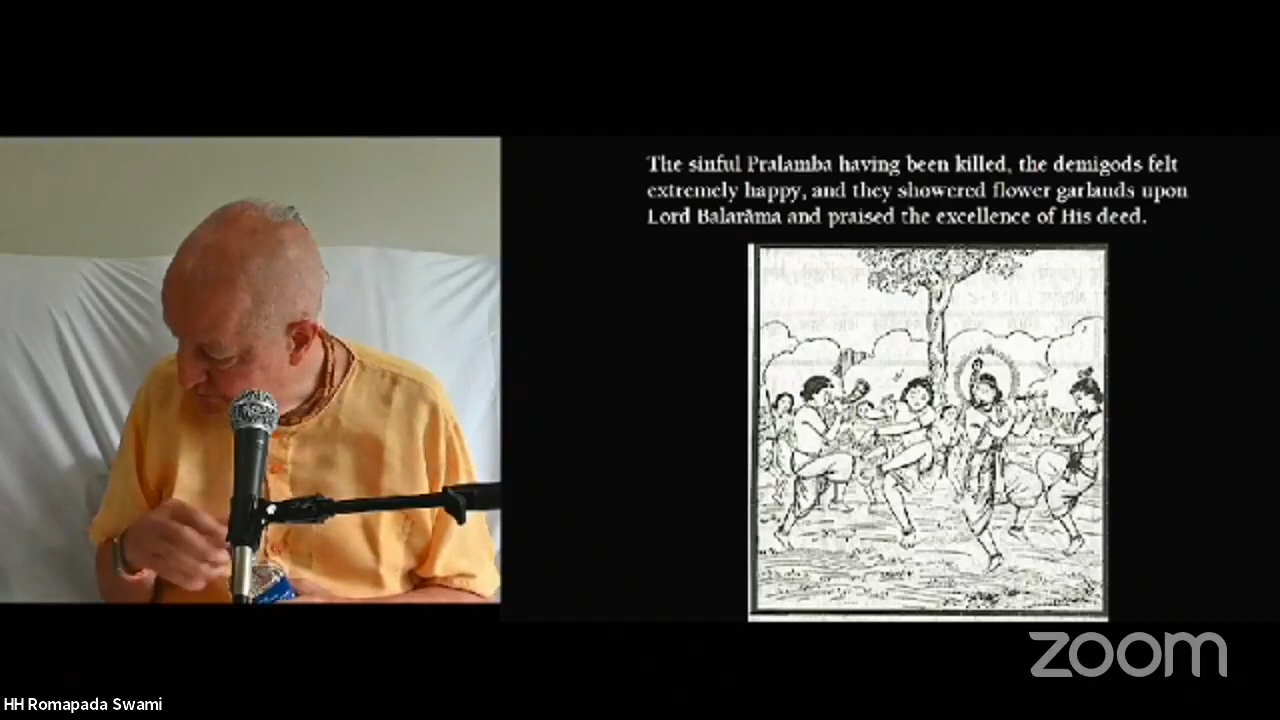 The sinful Pralamba having been killed, the demigods felt
extremely happy, and they showered flower garlands upon
Lord Balarāma and praised the excellence of His deed.
zoom
HH Romapada Swami